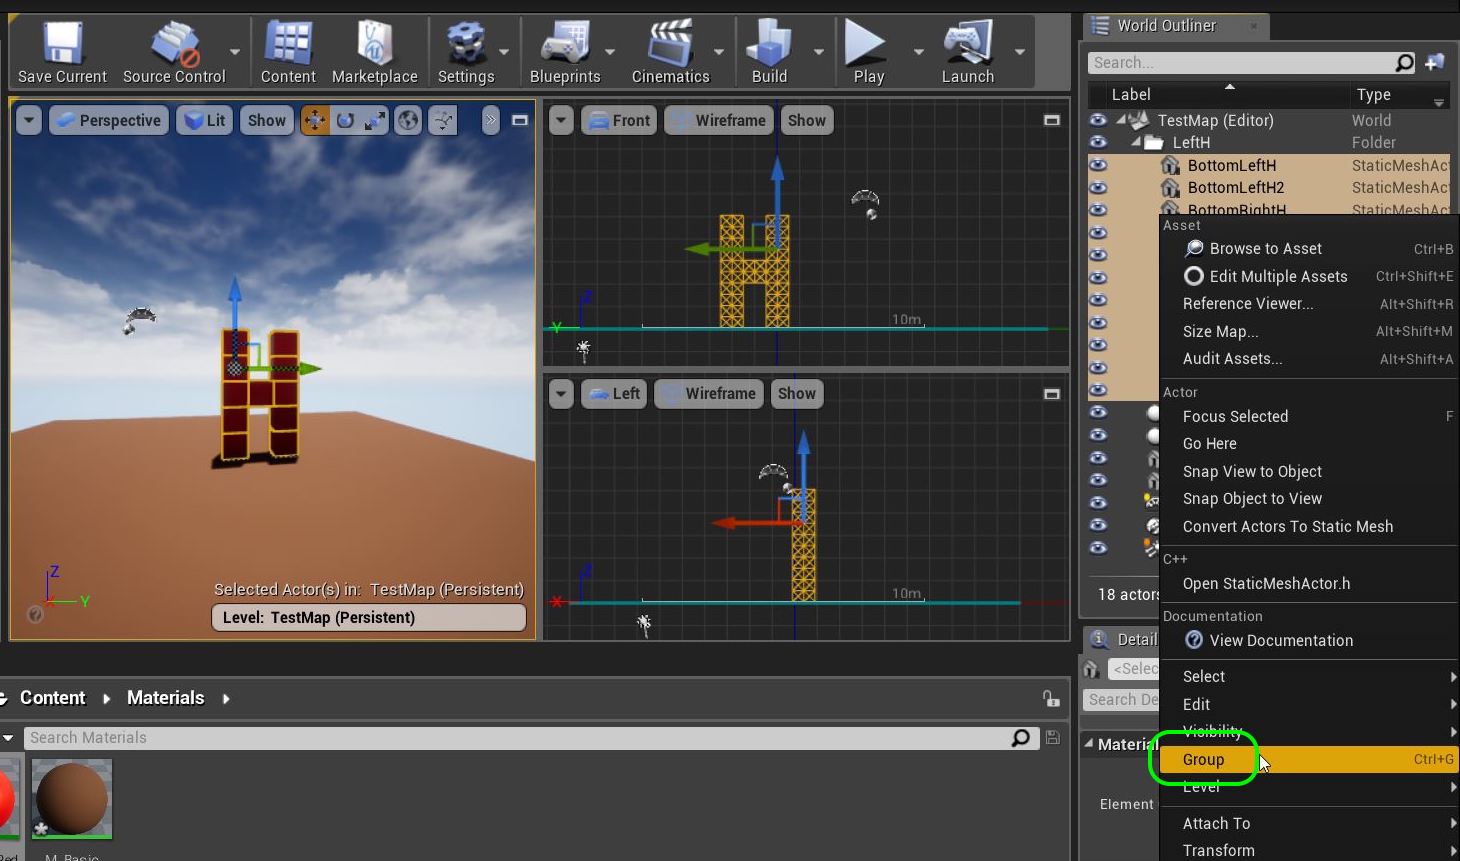 Save Current Source Control Content Marketplace Settings Blueprints Cinematics Build Play Launch
Perspective Lit Show
Selected Actor(s) in: TestMap (Persistent)
Level: TestMap (Persistent)
Z
X Y
Front Wireframe Show
10m
Z
Y
Left Wireframe Show
10m
Z
X
World Outliner
Search...
Label Type
TestMap (Editor) World
LeftH Folder
BottomLeftH StaticMeshAc
BottomLeftH2 StaticMeshAc
BottomRightH StaticMeshAc
18 actors
Asset
Browse to Asset Ctrl+B
Edit Multiple Assets Ctrl+Shift+E
Reference Viewer... Alt+Shift+R
Size Map... Alt+Shift+M
Audit Assets... Alt+Shift+A
Actor
Focus Selected F
Go Here
Snap View to Object
Snap Object to View
Convert Actors To Static Mesh
C++
Open StaticMeshActor.h
Documentation
View Documentation
Select
Edit
Visibility
Group Ctrl+G
Level
Attach To
Transform
Detail
<Selec
Search De
Material
Element
Content Materials
Search Materials
M_Basic